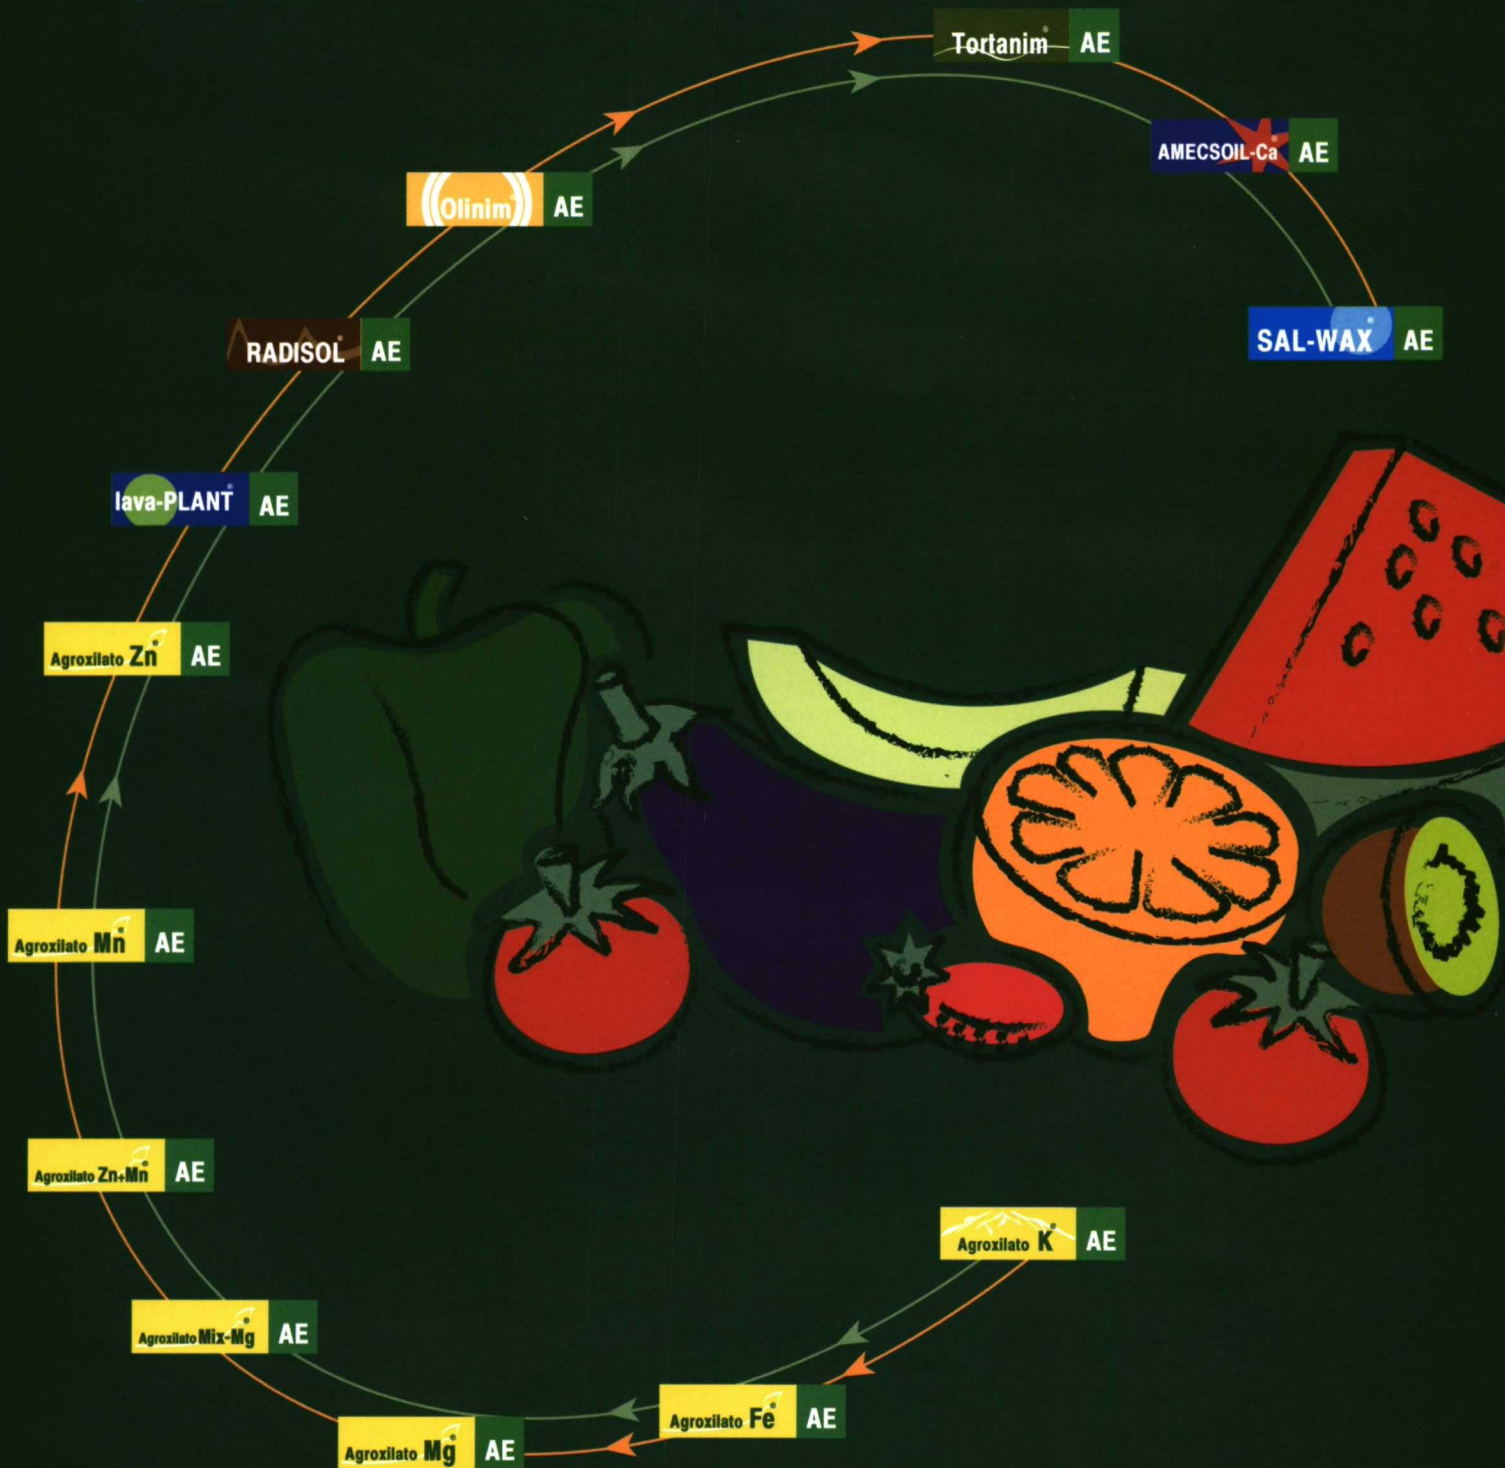 Tortanim® AE
AMECSOIL-Ca® AE
Olinim® AE
SAL-WAX® AE
RADISOL® AE
lava-PLANT® AE
Agroxilato Zn® AE
Agroxilato Mn® AE
Agroxilato Zn+Mn® AE
Agroxilato K® AE
Agroxilato Mix-Mg® AE
Agroxilato Fe® AE
Agroxilato Mg® AE